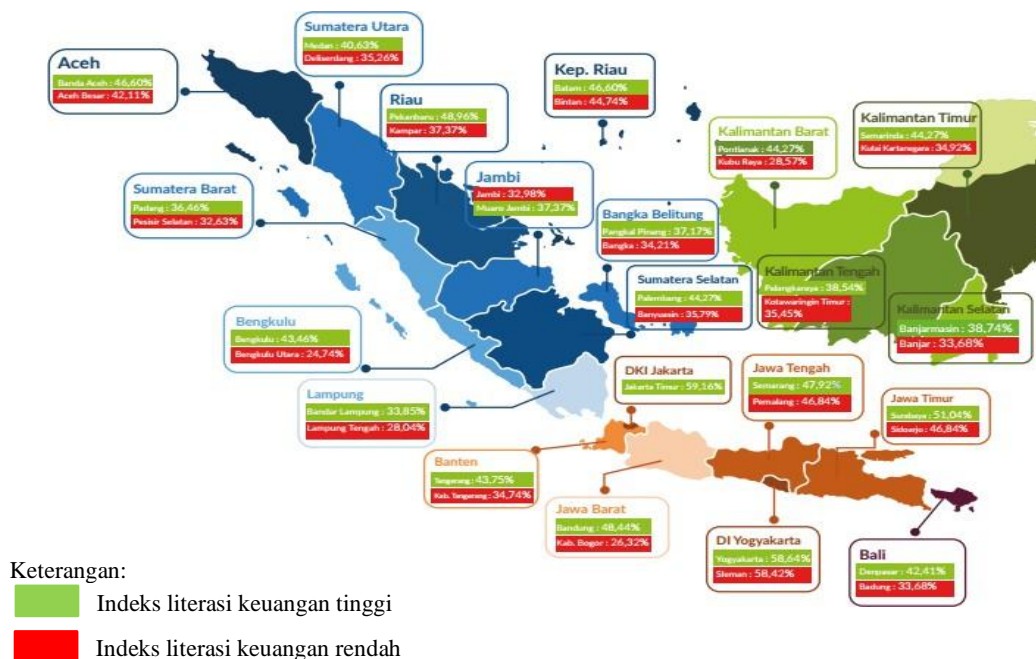 Sumatera Utara
Medan : 40,63%
Deliserdang : 35,26%
Aceh
Banda Aceh : 46,60%
Aceh Besar : 42,11%
Kep. Riau
Batam : 46,60%
Bintan : 44,74%
Riau
Pekanbaru : 48,96%
Kampar : 37,37%
Kalimantan Barat
Pontianak : 44,27%
Kubu Raya : 28,57%
Kalimantan Timur
Samarinda : 44,27%
Kutai Kartanegara : 34,92%
Jambi
Jambi : 32,98%
Muaro Jambi : 37,37%
Sumatera Barat
Padang : 36,46%
Pesisir Selatan : 32,63%
Bangka Belitung
Pangkal Pinang : 37,17%
Bangka : 34,21%
Sumatera Selatan
Palembang : 44,27%
Banyuasin : 35,79%
Kalimantan Tengah
Palangkaraya : 38,54%
Kotawaringin Timur :
35,45%
Kalimantan Selatan
Banjarmasin : 38,74%
Banjar : 33,68%
Bengkulu
Bengkulu : 43,46%
Bengkulu Utara : 24,74%
DKI Jakarta
Jakarta Timur : 59,16%
Jawa Tengah
Semarang : 47,92%
Pemalang : 46,84%
Jawa Timur
Surabaya : 51,04%
Sidoarjo : 46,84%
Lampung
Bandar Lampung : 33,85%
Lampung Tengah : 28,04%
Banten
Tangerang : 43,75%
Kab. Tangerang : 34,74%
Jawa Barat
Bandung : 48,44%
Kab. Bogor : 26,32%
DI Yogyakarta
Yogyakarta : 58,64%
Sleman : 58,42%
Bali
Denpasar : 42,41%
Badung : 33,68%
Keterangan:
Indeks literasi keuangan tinggi
Indeks literasi keuangan rendah